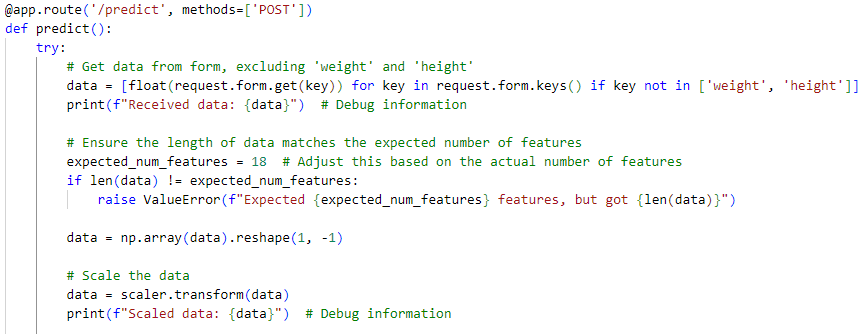 @app.route('/predict', methods=['POST'])
def predict():
    try:
        # Get data from form, excluding 'weight' and 'height'
        data = [float(request.form.get(key)) for key in request.form.keys() if key not in ['weight', 'height']]
        print(f"Received data: {data}")  # Debug information
        # Ensure the length of data matches the expected number of features
        expected_num_features = 18  # Adjust this based on the actual number of features
        if len(data) != expected_num_features:
            raise ValueError(f"Expected {expected_num_features} features, but got {len(data)}")
        data = np.array(data).reshape(1, -1)
        # Scale the data
        data = scaler.transform(data)
        print(f"Scaled data: {data}")  # Debug information